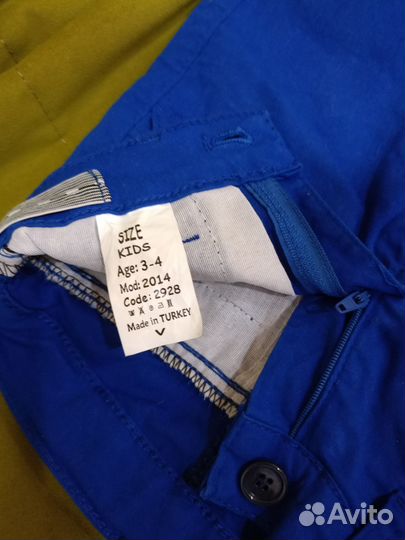 SIZE
KIDS
Age: 3-4
Mod: 2014
Code: 2928
Made in TURKEY
Avito